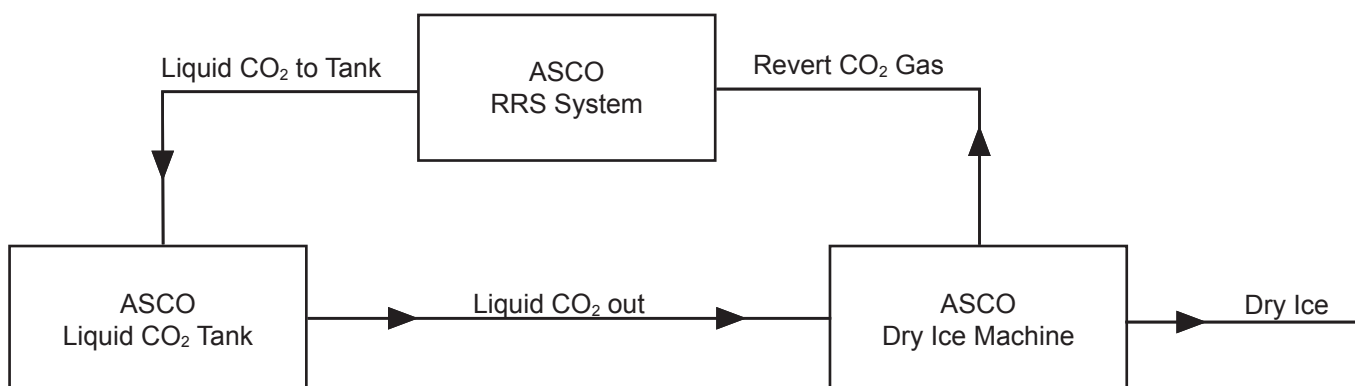 Liquid CO₂ to Tank
ASCO
RRS System
Revert CO₂ Gas
ASCO
Liquid CO₂ Tank
Liquid CO₂ out
ASCO
Dry Ice Machine
Dry Ice